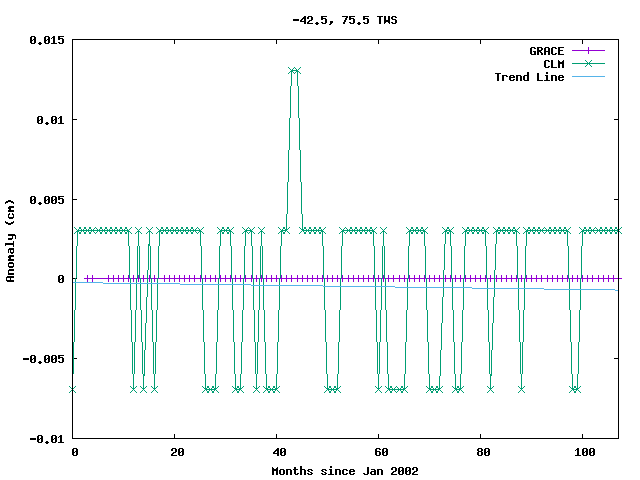 -42.5, 75.5 TWS
0.015
0.01
0.005
0
-0.005
-0.01
Anomaly (cm)
GRACE
CLM
Trend Line
0 20 40 60 80 100
Months since Jan 2002